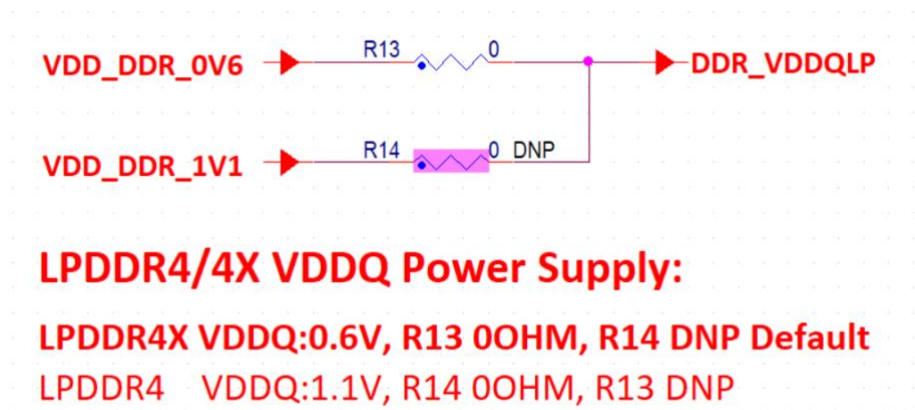 R13 0
VDD_DDR_0V6 DDR_VDDQLP
R14 0 DNP
VDD_DDR_1V1
LPDDR4/4X VDDQ Power Supply:
LPDDR4X VDDQ:0.6V, R13 0OHM, R14 DNP Default
LPDDR4 VDDQ:1.1V, R14 0OHM, R13 DNP